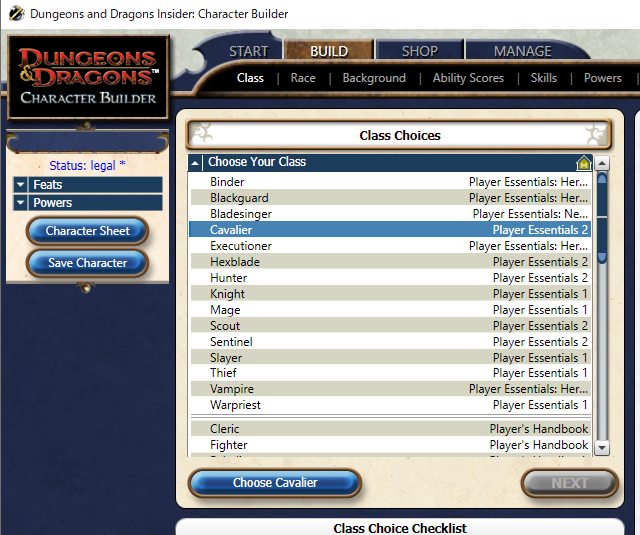 Dungeons and Dragons Insider: Character Builder
DUNGEONS & DRAGONS™
CHARACTER BUILDER
START BUILD SHOP MANAGE
Class | Race | Background | Ability Scores | Skills | Powers |
Status: legal *
Feats
Powers
Character Sheet
Save Character
Class Choices
Choose Your Class
Binder Player Essentials: Her...
Blackguard Player Essentials: Her...
Bladesinger Player Essentials: Ne...
Cavalier Player Essentials 2
Executioner Player Essentials: Her...
Hexblade Player Essentials 2
Hunter Player Essentials 2
Knight Player Essentials 1
Mage Player Essentials 1
Scout Player Essentials 2
Sentinel Player Essentials 2
Slayer Player Essentials 1
Thief Player Essentials 1
Vampire Player Essentials: Her...
Warpriest Player Essentials 1
Cleric Player's Handbook
Fighter Player's Handbook
Choose Cavalier
NEXT
Class Choice Checklist